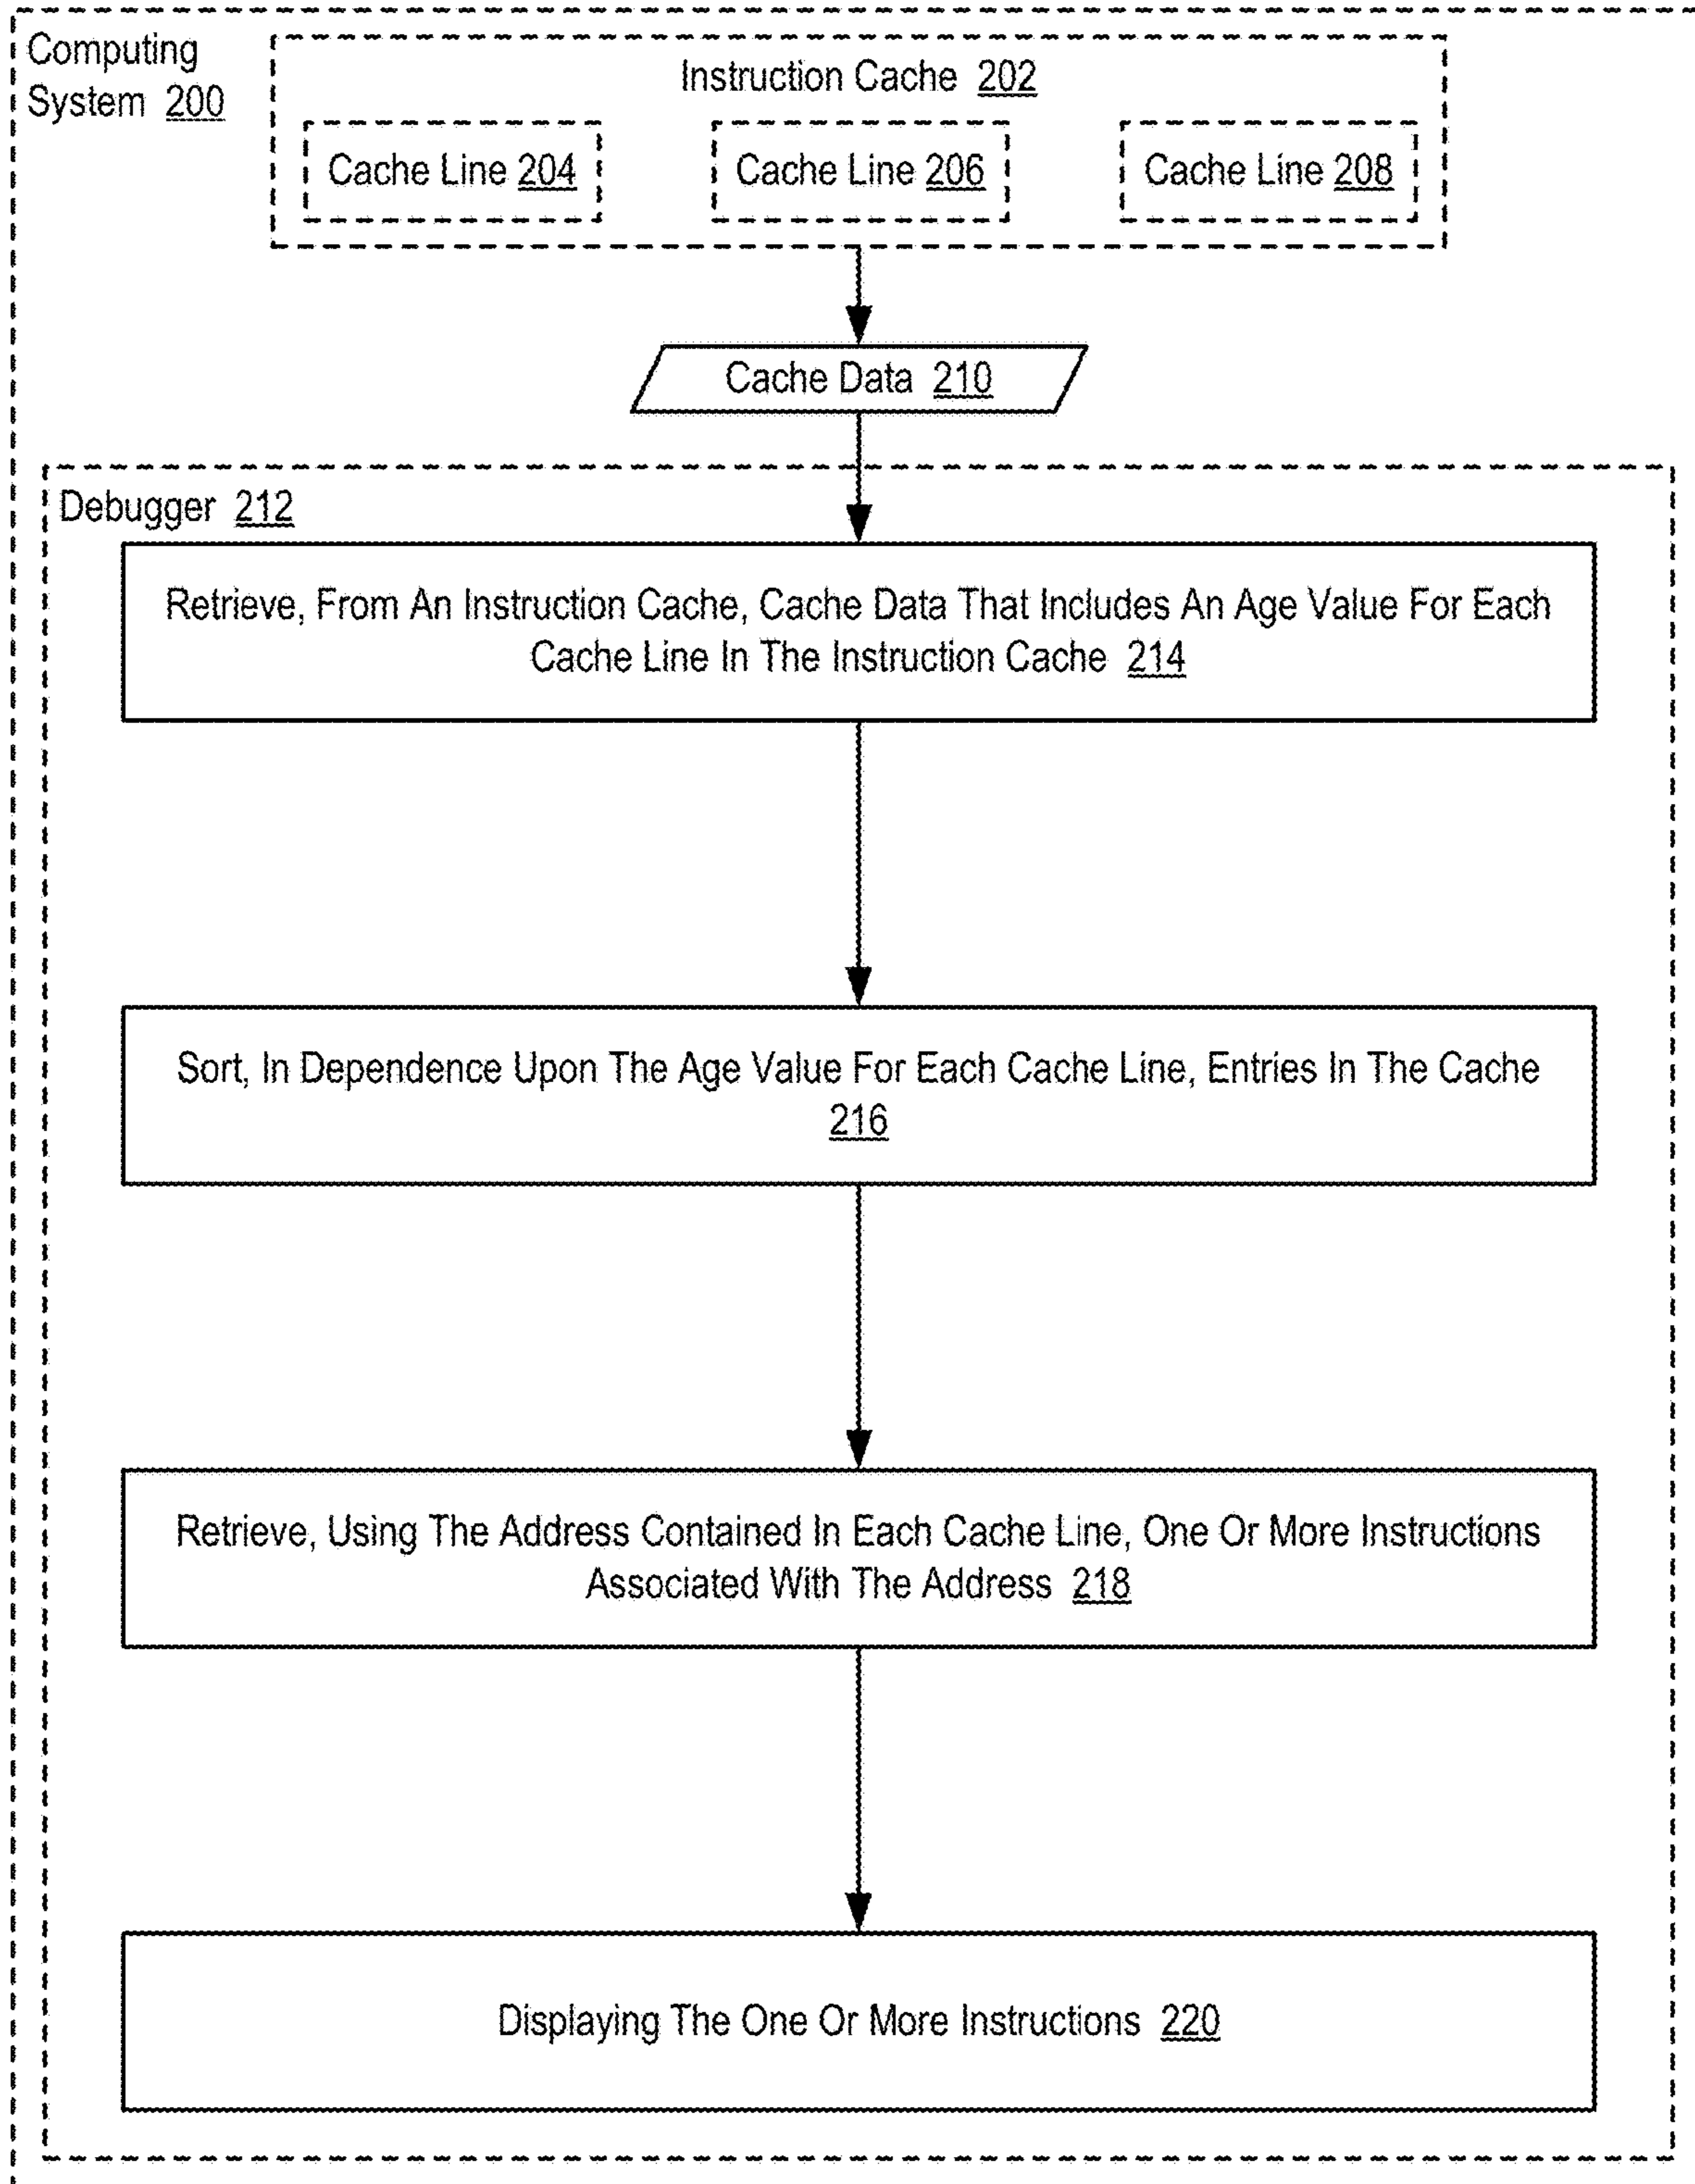 Computing
System 200
Instruction Cache 202
Cache Line 204
Cache Line 206
Cache Line 208
Cache Data 210
Debugger 212
Retrieve, From An Instruction Cache, Cache Data That Includes An Age Value For Each
Cache Line In The Instruction Cache 214
Sort, In Dependence Upon The Age Value For Each Cache Line, Entries In The Cache
216
Retrieve, Using The Address Contained In Each Cache Line, One Or More Instructions
Associated With The Address 218
Displaying The One Or More Instructions 220